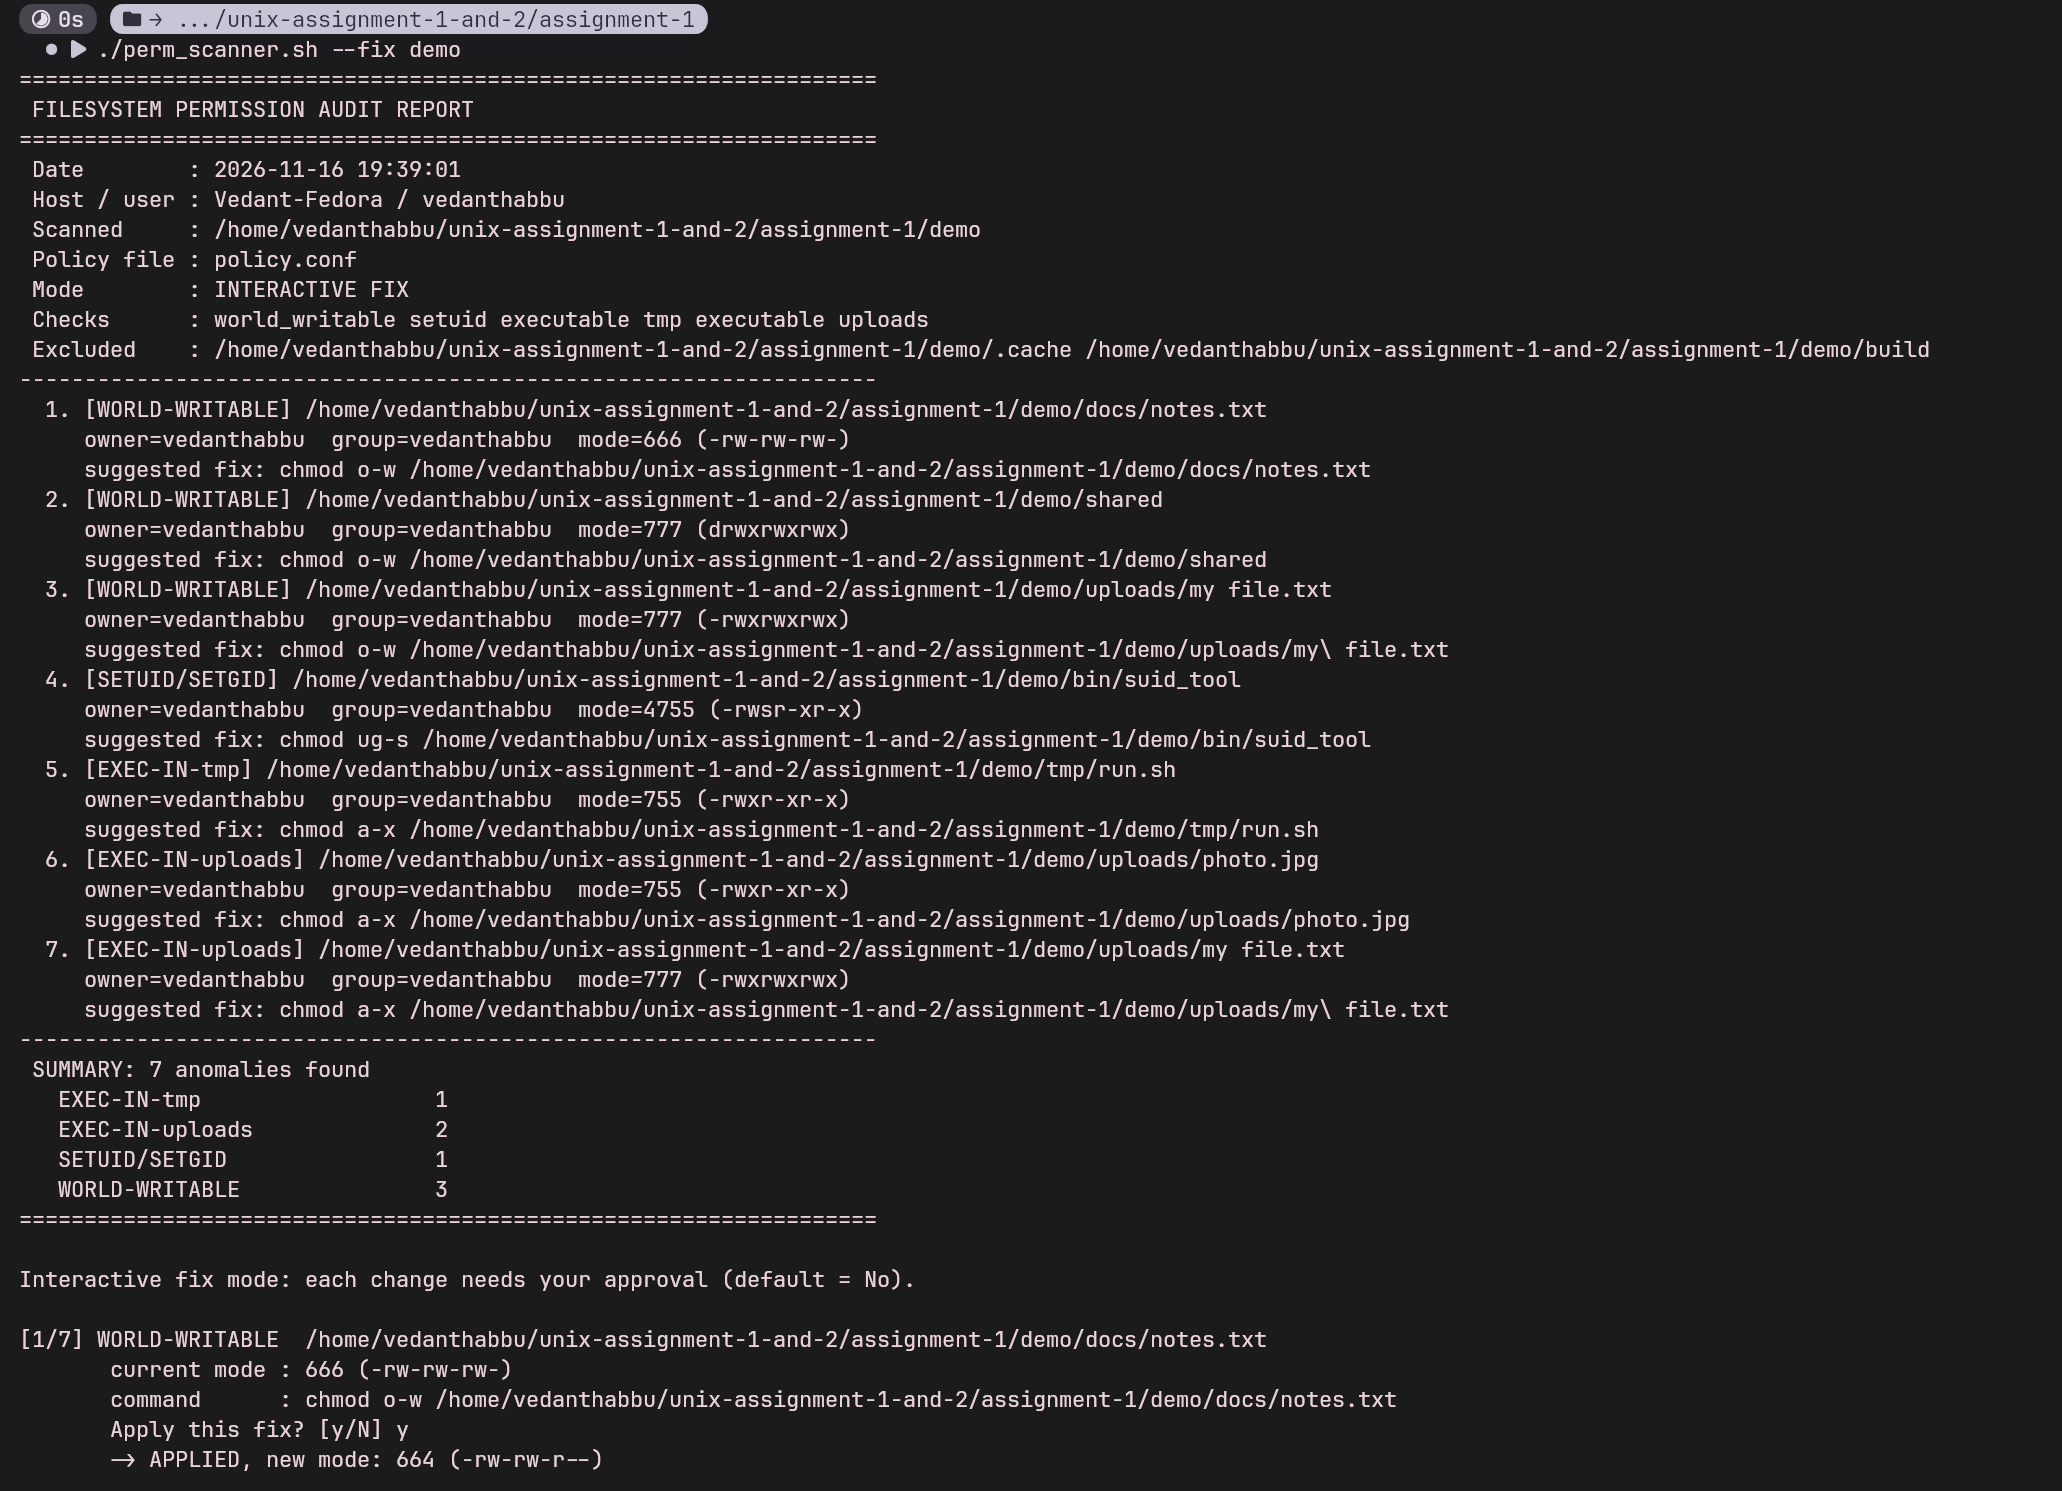 0s → .../unix-assignment-1-and-2/assignment-1
./perm_scanner.sh --fix demo
==================================================================
FILESYSTEM PERMISSION AUDIT REPORT
==================================================================
Date        : 2026-11-16 19:39:01
Host / user : Vedant-Fedora / vedanthabbu
Scanned     : /home/vedanthabbu/unix-assignment-1-and-2/assignment-1/demo
Policy file : policy.conf
Mode        : INTERACTIVE FIX
Checks      : world_writable setuid executable tmp executable uploads
Excluded    : /home/vedanthabbu/unix-assignment-1-and-2/assignment-1/demo/.cache /home/vedanthabbu/unix-assignment-1-and-2/assignment-1/demo/build
------------------------------------------------------------------
1. [WORLD-WRITABLE] /home/vedanthabbu/unix-assignment-1-and-2/assignment-1/demo/docs/notes.txt
owner=vedanthabbu  group=vedanthabbu  mode=666 (-rw-rw-rw-)
suggested fix: chmod o-w /home/vedanthabbu/unix-assignment-1-and-2/assignment-1/demo/docs/notes.txt
2. [WORLD-WRITABLE] /home/vedanthabbu/unix-assignment-1-and-2/assignment-1/demo/shared
owner=vedanthabbu  group=vedanthabbu  mode=777 (drwxrwxrwx)
suggested fix: chmod o-w /home/vedanthabbu/unix-assignment-1-and-2/assignment-1/demo/shared
3. [WORLD-WRITABLE] /home/vedanthabbu/unix-assignment-1-and-2/assignment-1/demo/uploads/my file.txt
owner=vedanthabbu  group=vedanthabbu  mode=777 (-rwxrwxrwx)
suggested fix: chmod o-w /home/vedanthabbu/unix-assignment-1-and-2/assignment-1/demo/uploads/my\ file.txt
4. [SETUID/SETGID] /home/vedanthabbu/unix-assignment-1-and-2/assignment-1/demo/bin/suid_tool
owner=vedanthabbu  group=vedanthabbu  mode=4755 (-rwsr-xr-x)
suggested fix: chmod ug-s /home/vedanthabbu/unix-assignment-1-and-2/assignment-1/demo/bin/suid_tool
5. [EXEC-IN-tmp] /home/vedanthabbu/unix-assignment-1-and-2/assignment-1/demo/tmp/run.sh
owner=vedanthabbu  group=vedanthabbu  mode=755 (-rwxr-xr-x)
suggested fix: chmod a-x /home/vedanthabbu/unix-assignment-1-and-2/assignment-1/demo/tmp/run.sh
6. [EXEC-IN-uploads] /home/vedanthabbu/unix-assignment-1-and-2/assignment-1/demo/uploads/photo.jpg
owner=vedanthabbu  group=vedanthabbu  mode=755 (-rwxr-xr-x)
suggested fix: chmod a-x /home/vedanthabbu/unix-assignment-1-and-2/assignment-1/demo/uploads/photo.jpg
7. [EXEC-IN-uploads] /home/vedanthabbu/unix-assignment-1-and-2/assignment-1/demo/uploads/my file.txt
owner=vedanthabbu  group=vedanthabbu  mode=777 (-rwxrwxrwx)
suggested fix: chmod a-x /home/vedanthabbu/unix-assignment-1-and-2/assignment-1/demo/uploads/my\ file.txt
------------------------------------------------------------------
SUMMARY: 7 anomalies found
EXEC-IN-tmp                  1
EXEC-IN-uploads              2
SETUID/SETGID                1
WORLD-WRITABLE               3
==================================================================
Interactive fix mode: each change needs your approval (default = No).
[1/7] WORLD-WRITABLE  /home/vedanthabbu/unix-assignment-1-and-2/assignment-1/demo/docs/notes.txt
current mode : 666 (-rw-rw-rw-)
command      : chmod o-w /home/vedanthabbu/unix-assignment-1-and-2/assignment-1/demo/docs/notes.txt
Apply this fix? [y/N] y
--> APPLIED, new mode: 664 (-rw-rw-r--)